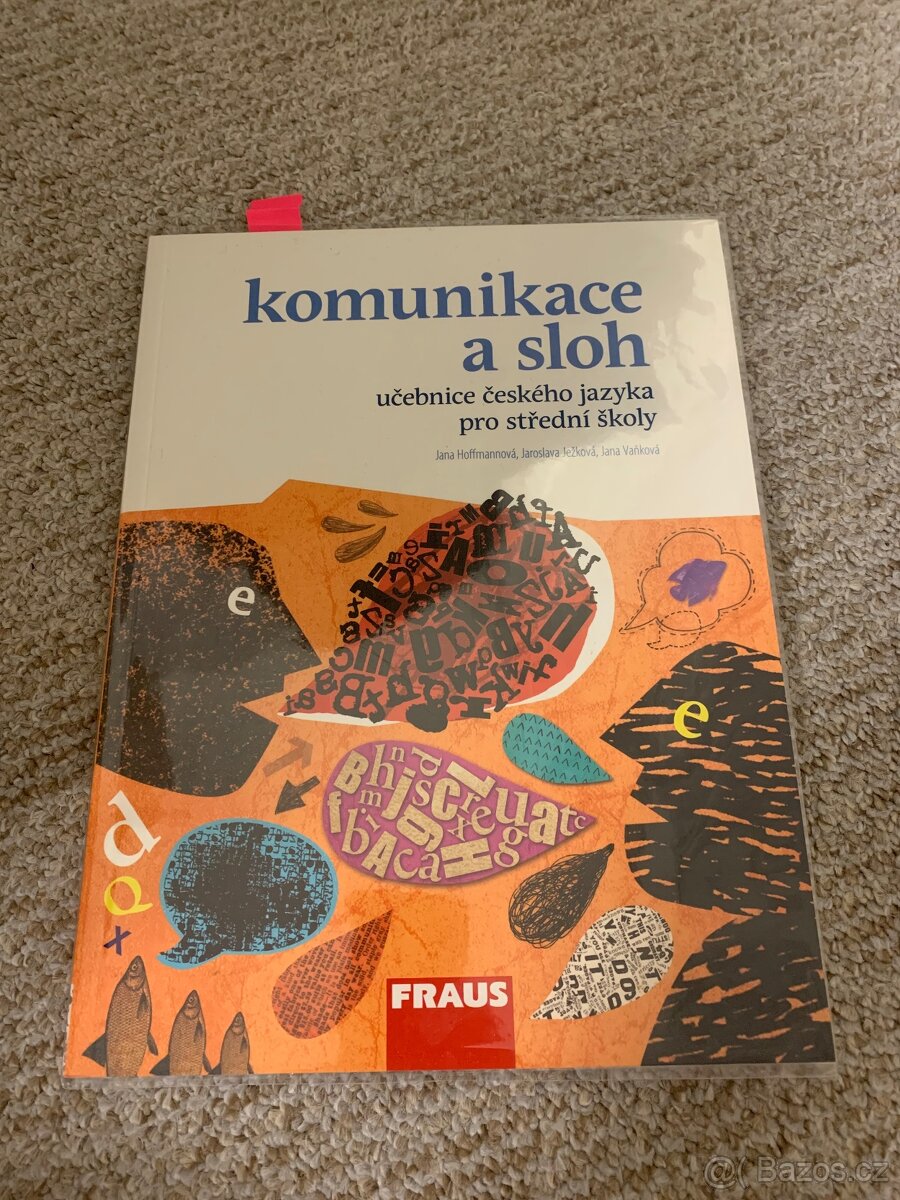 komunikace
a sloh
učebnice českého jazyka
pro střední školy
Jana Hoffmannová, Jaroslava Ježková, Jana Vaňková
e
e
d
p
x
FRAUS
@ Bazos.cz